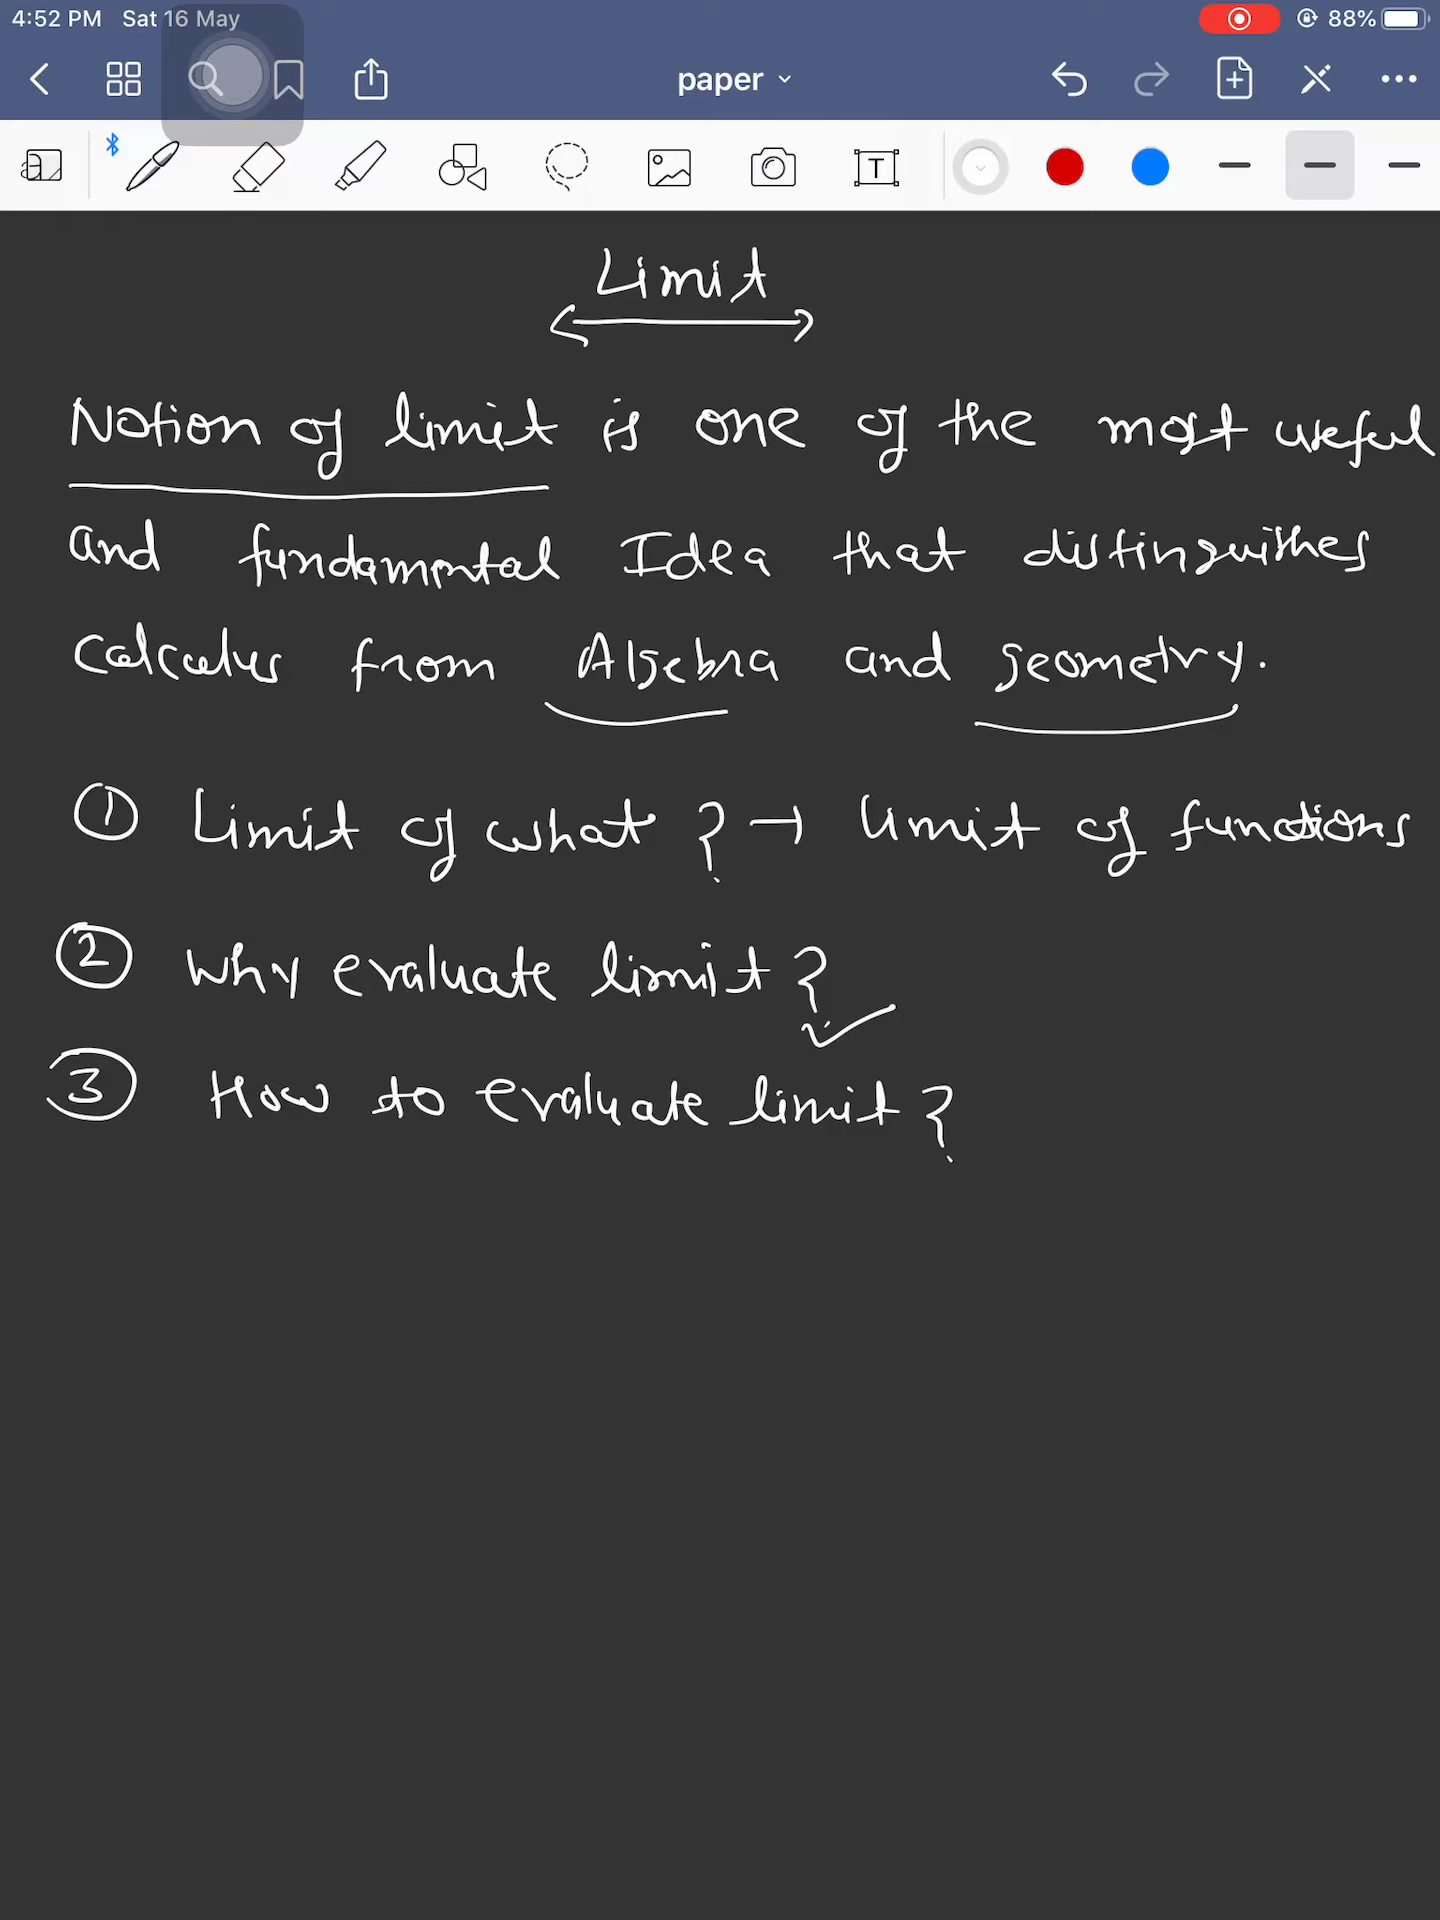 4:52 PM Sat 16 May 88%
paper
T
Limit
Notion of limit is one of the most useful
and fundamental Idea that distinguishes
Calculus from Algebra and geometry.
① Limit of what ? → Limit of functions
② Why evaluate limit ?
③ How to evaluate limit ?